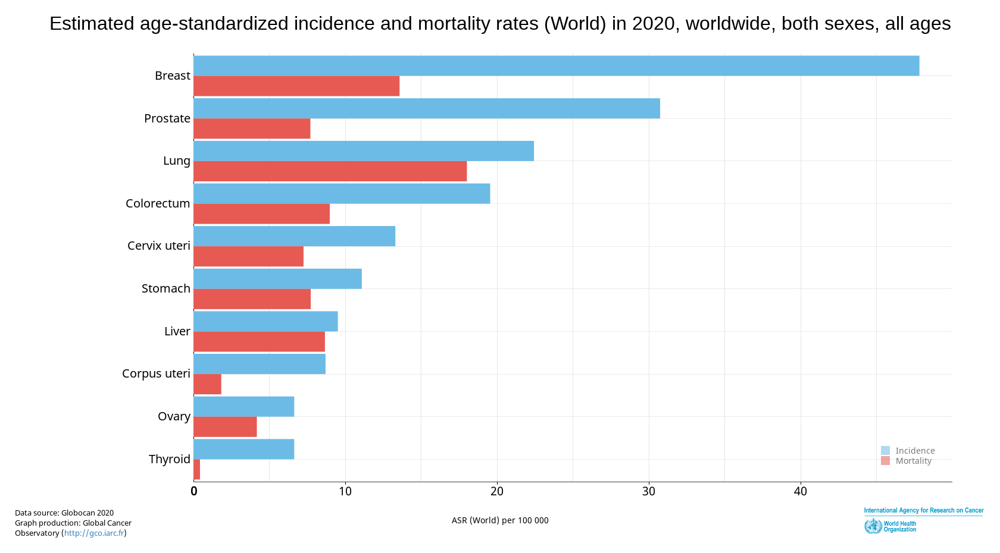 Estimated age-standardized incidence and mortality rates (World) in 2020, worldwide, both sexes, all ages
Breast
Prostate
Lung
Colorectum
Cervix uteri
Stomach
Liver
Corpus uteri
Ovary
Thyroid
Incidence
Mortality
0 10 20 30 40
ASR (World) per 100 000
Data source: Globocan 2020
Graph production: Global Cancer
Observatory (http://gco.iarc.fr)
International Agency for Research on Cancer
World Health
Organization